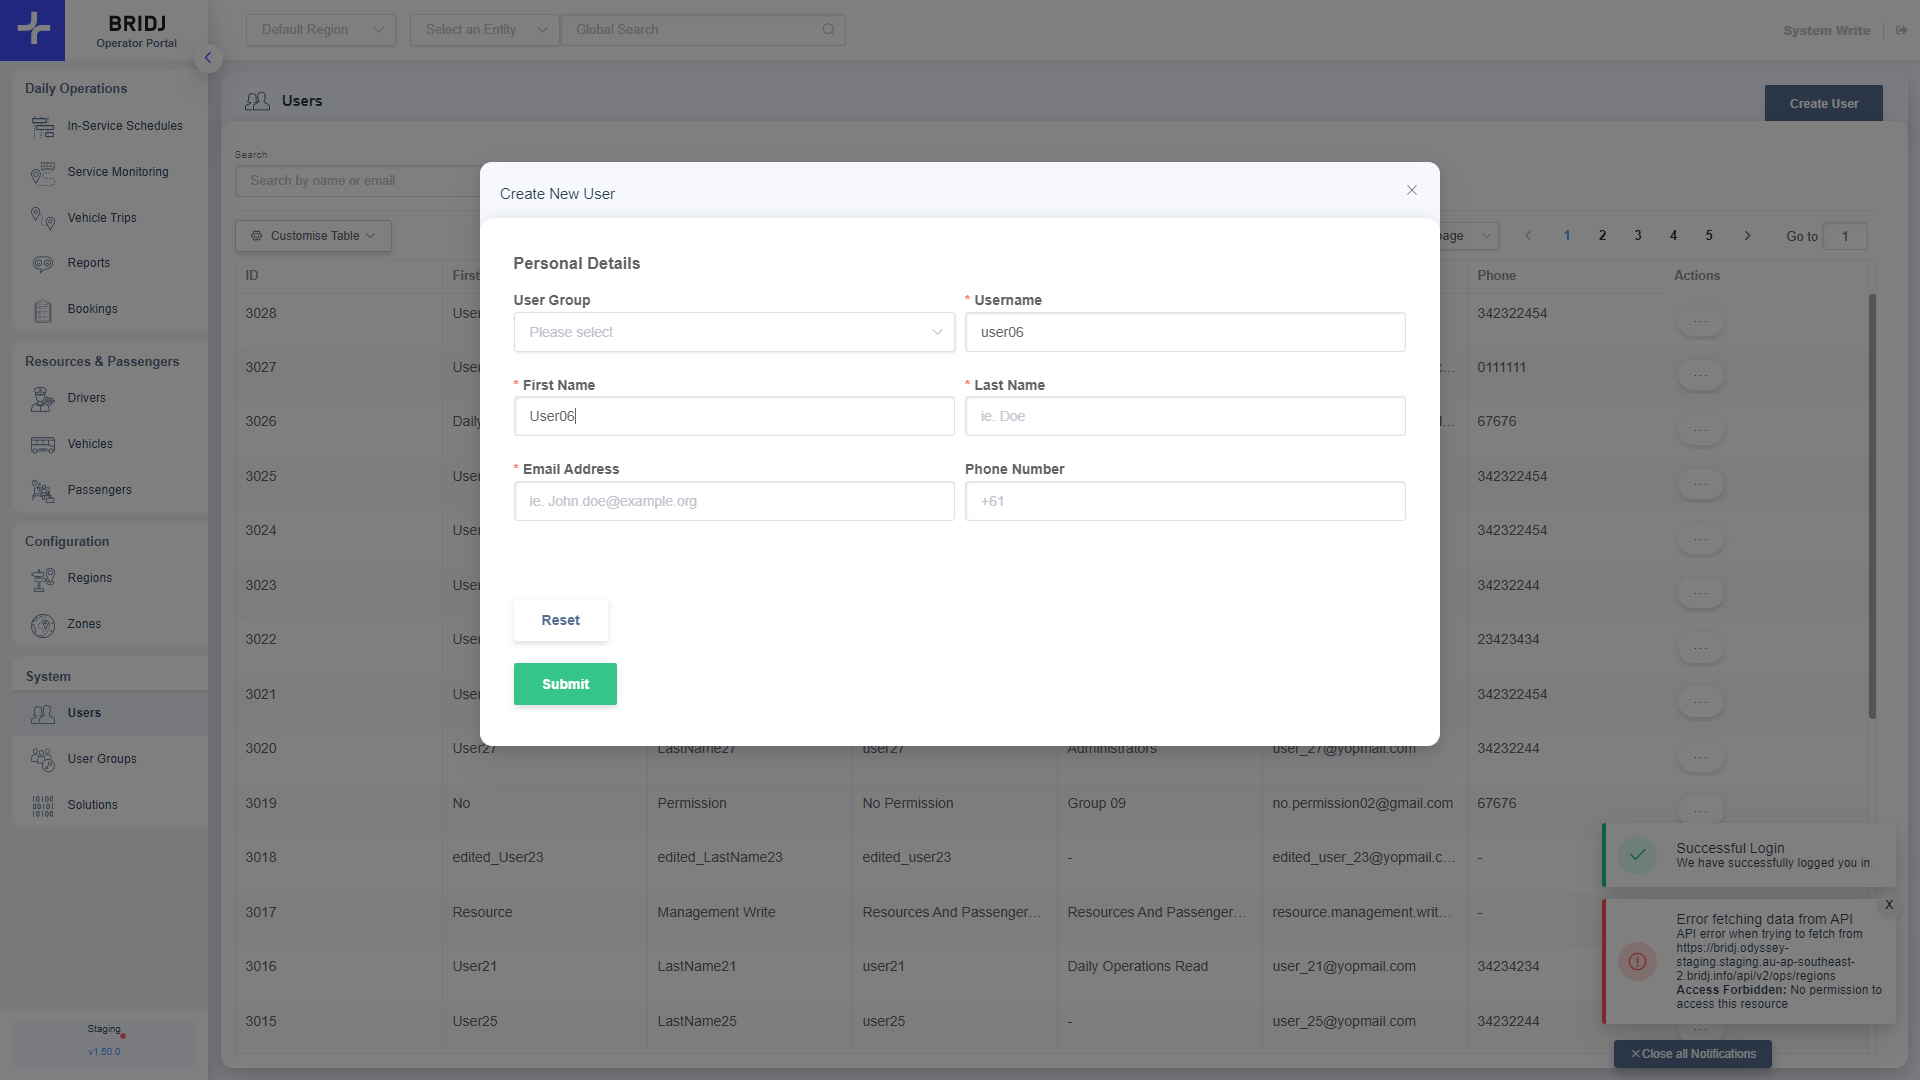 BRIDJ
Operator Portal
Default Region
Select an Entity
Global Search
System Write
Daily Operations
In-Service Schedules
Service Monitoring
Vehicle Trips
Reports
Bookings
Resources & Passengers
Drivers
Vehicles
Passengers
Configuration
Regions
Zones
System
Users
User Groups
Solutions
Staging
v1.50.0
Users
Create User
Search
Search by name or email
Customise Table
1 2 3 4 5
Go to 1
ID
Phone Actions
3028 342322454 ...
3027 0111111 ...
3026 67676 ...
3025 342322454 ...
3024 342322454 ...
3023 34232244 ...
3022 23423434 ...
3021 342322454 ...
3020 User27 LastName27 user27 Administrators user_27@yopmail.com 34232244 ...
3019 No Permission No Permission Group 09 no.permission02@gmail.com 67676 ...
3018 edited_User23 edited_LastName23 edited_user23 - edited_user_23@yopmail.c... -
3017 Resource Management Write Resources And Passenger... Resources And Passenger... resource.management.writ... -
3016 User21 LastName21 user21 Daily Operations Read user_21@yopmail.com 34234234
3015 User25 LastName25 user25 - user_25@yopmail.com 34232244 ...
Create New User
Personal Details
User Group
Please select
* Username
user06
* First Name
User06
* Last Name
ie. Doe
* Email Address
ie. John.doe@example.org
Phone Number
+61
Reset
Submit
Successful Login
We have successfully logged you in.
X
Error fetching data from API
API error when trying to fetch from
https://bridj.odyssey-
staging.staging.au-ap-southeast-
2.bridj.info/api/v2/ops/regions
Access Forbidden: No permission to
access this resource
Close all Notifications